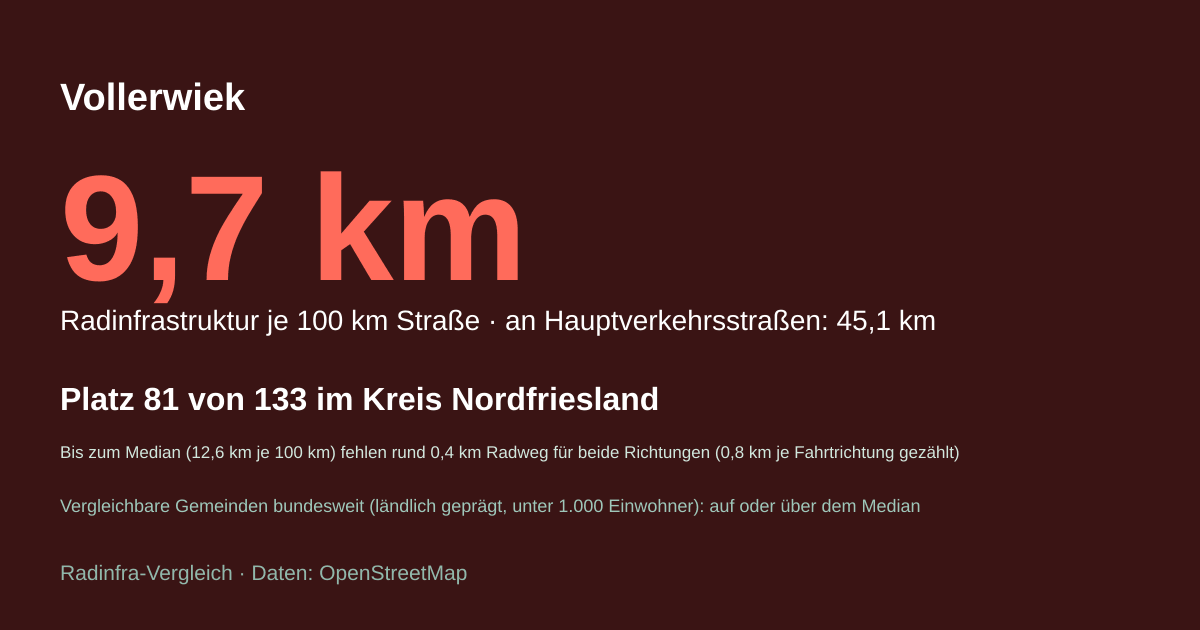 Vollerwiek
9,7 km
Radinfrastruktur je 100 km Straße · an Hauptverkehrsstraßen: 45,1 km
Platz 81 von 133 im Kreis Nordfriesland
Bis zum Median (12,6 km je 100 km) fehlen rund 0,4 km Radweg für beide Richtungen (0,8 km je Fahrtrichtung gezählt)
Vergleichbare Gemeinden bundesweit (ländlich geprägt, unter 1.000 Einwohner): auf oder über dem Median
Radinfra-Vergleich · Daten: OpenStreetMap